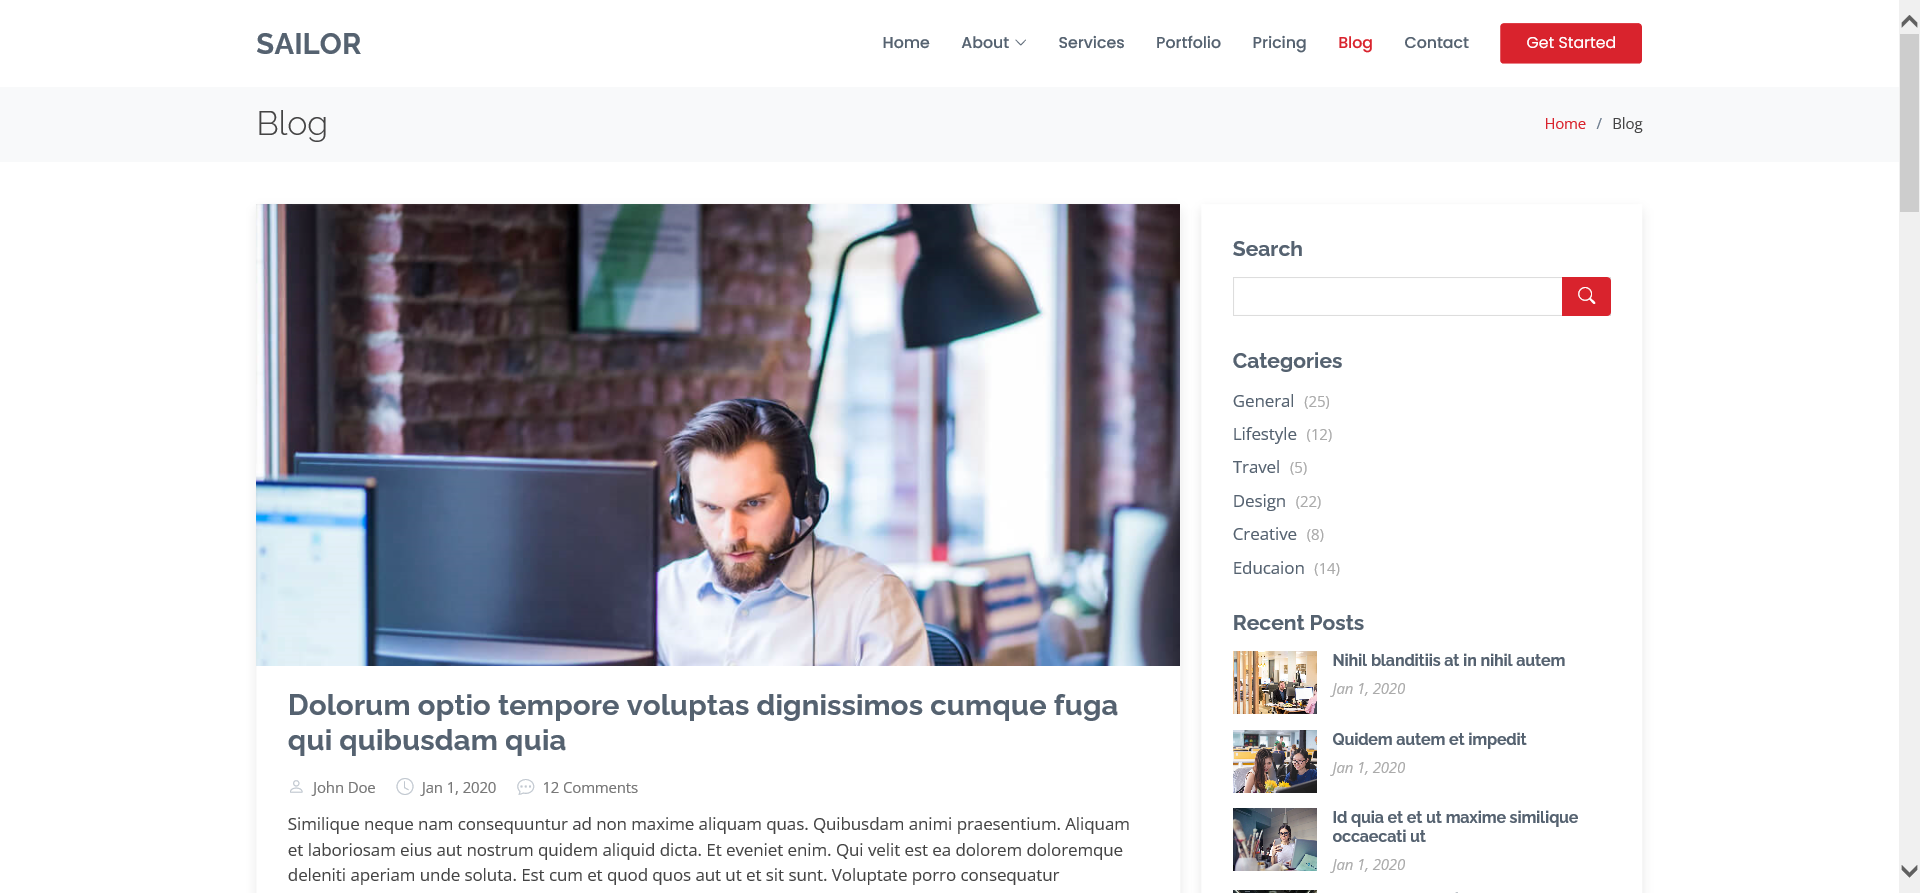 SAILOR
Home
About
Services
Portfolio
Pricing
Blog
Contact
Get Started
Blog
Home / Blog
Search
Categories
General (25)
Lifestyle (12)
Travel (5)
Design (22)
Creative (8)
Educaion (14)
Recent Posts
Nihil blanditiis at in nihil autem
Jan 1, 2020
Quidem autem et impedit
Jan 1, 2020
Id quia et et ut maxime similique
occaecati ut
Jan 1, 2020
Dolorum optio tempore voluptas dignissimos cumque fuga
qui quibusdam quia
John Doe
Jan 1, 2020
12 Comments
Similique neque nam consequuntur ad non maxime aliquam quas. Quibusdam animi praesentium. Aliquam
et laboriosam eius aut nostrum quidem aliquid dicta. Et eveniet enim. Qui velit est ea dolorem doloremque
deleniti aperiam unde soluta. Est cum et quod quos aut ut et sit sunt. Voluptate porro consequatur